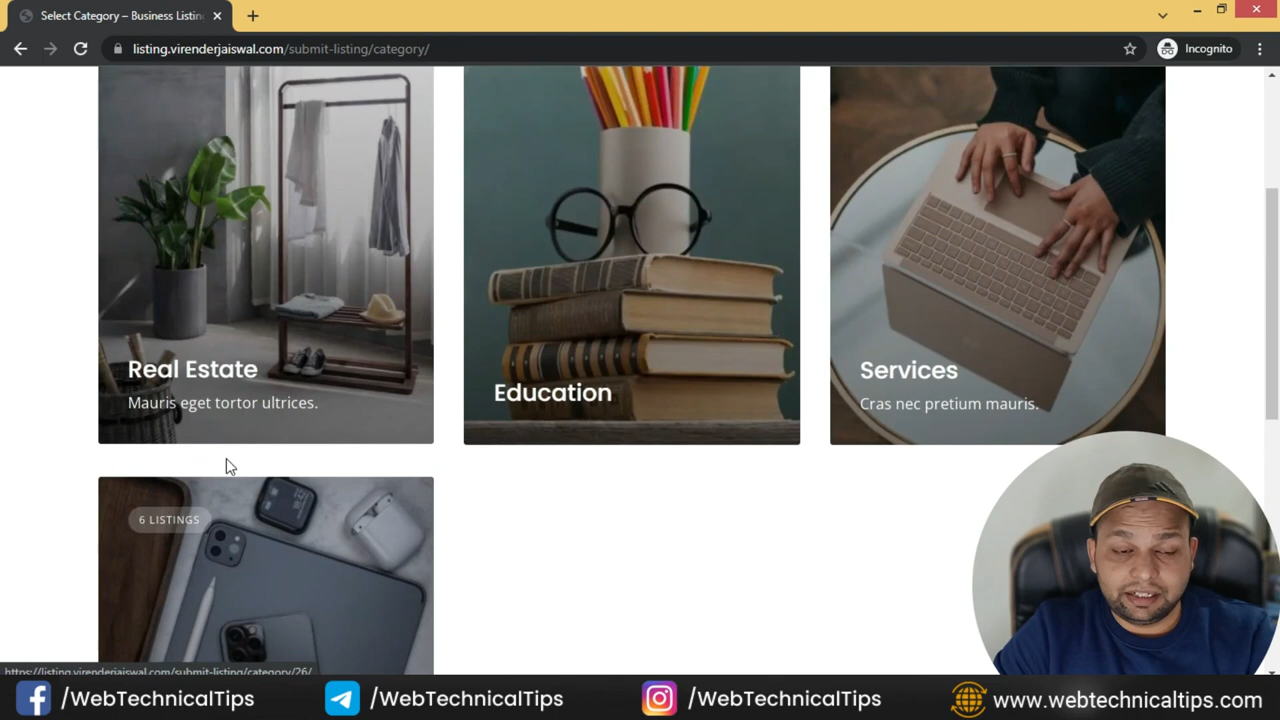 Select Category – Business Listin
listing.virenderjaiswal.com/submit-listing/category/
Incognito
Real Estate
Mauris eget tortor ultrices.
Education
Services
Cras nec pretium mauris.
6 LISTINGS
https://listing.virenderjaiswal.com/submit-listing/category/26/
/WebTechnicalTips
/WebTechnicalTips
/WebTechnicalTips
www.webtechnicaltips.com